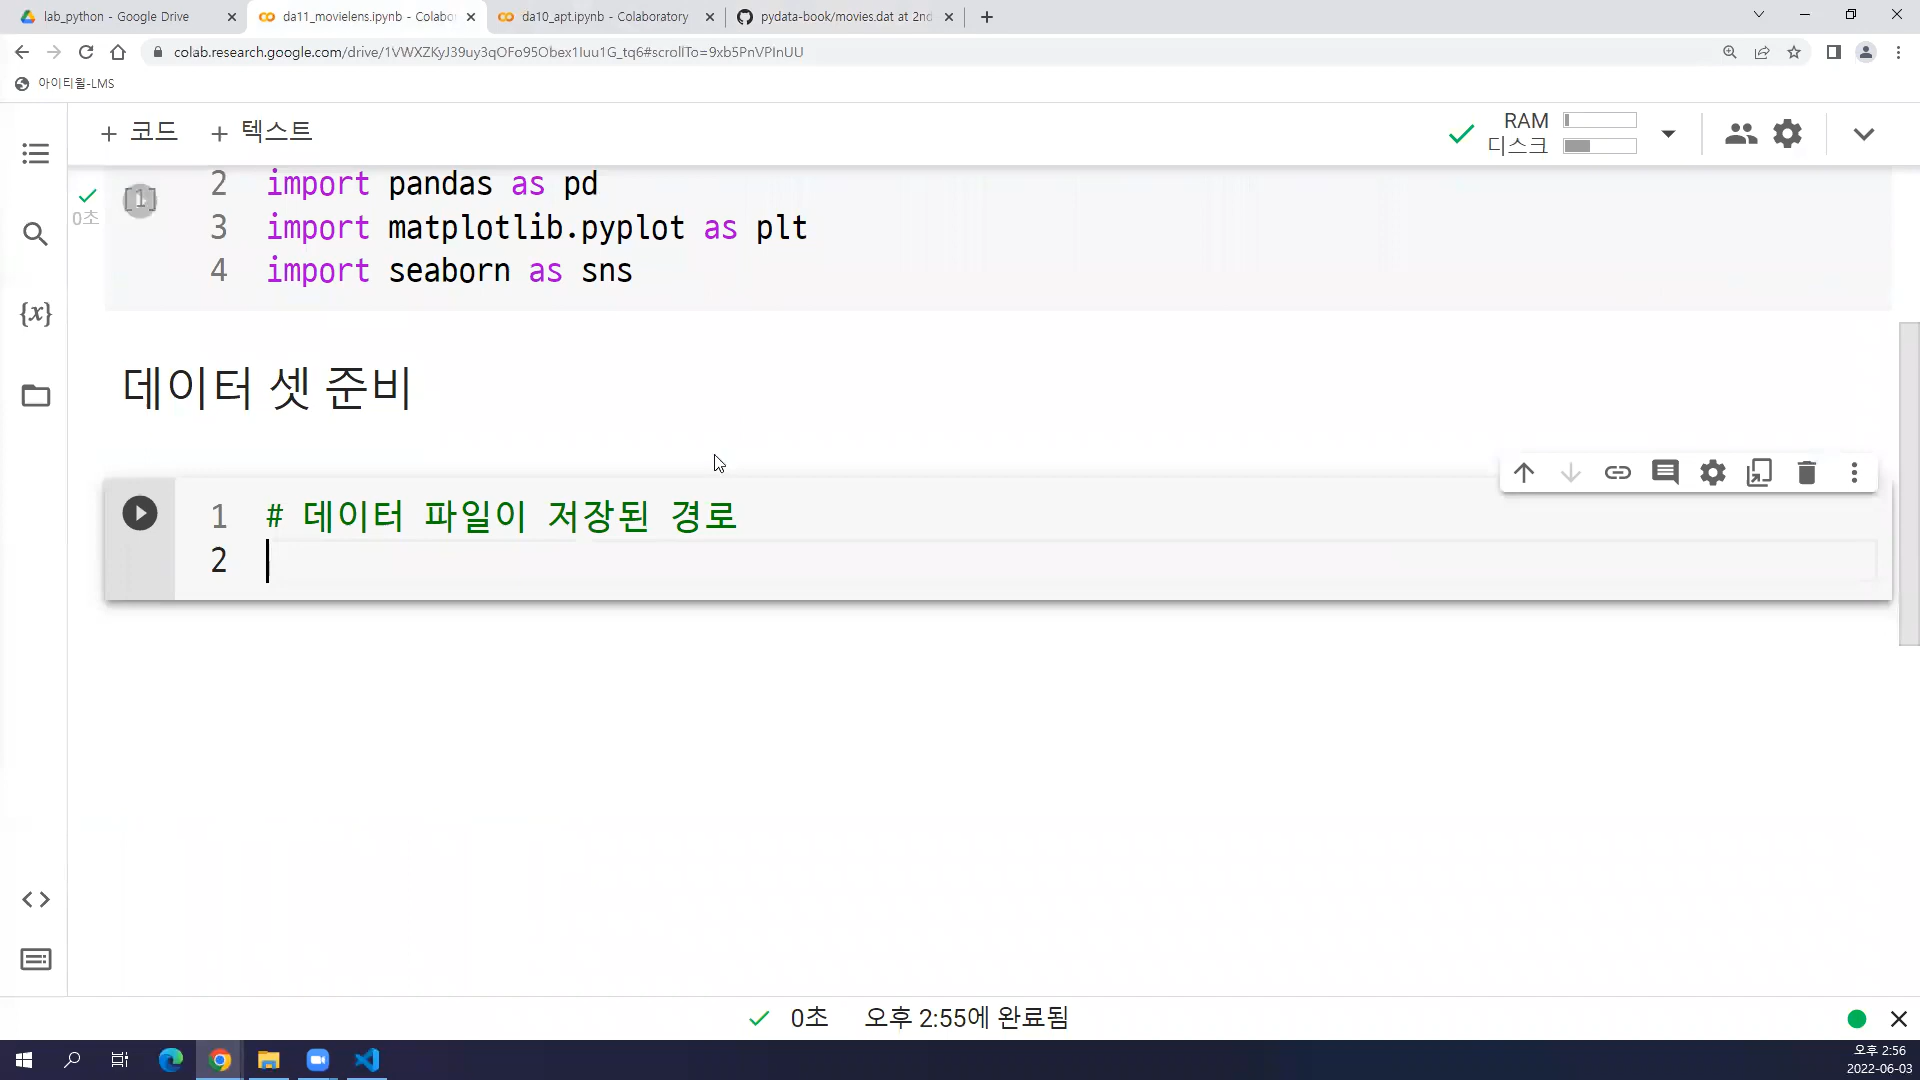 lab_python - Google Drive
da11_movielens.ipynb - Colabo
da10_apt.ipynb - Colaboratory
pydata-book/movies.dat at 2nd
colab.research.google.com/drive/1VWXZKyJ39uy3qOFo95Obex1Iuu1G_tq6#scrollTo=9xb5PnVPInUU
아이티윌-LMS
+ 코드 + 텍스트
RAM
디스크
[1]
0초
2 import pandas as pd
3 import matplotlib.pyplot as plt
4 import seaborn as sns
{x}
데이터 셋 준비
1 # 데이터 파일이 저장된 경로
2
0초 오후 2:55에 완료됨
오후 2:56
2022-06-03